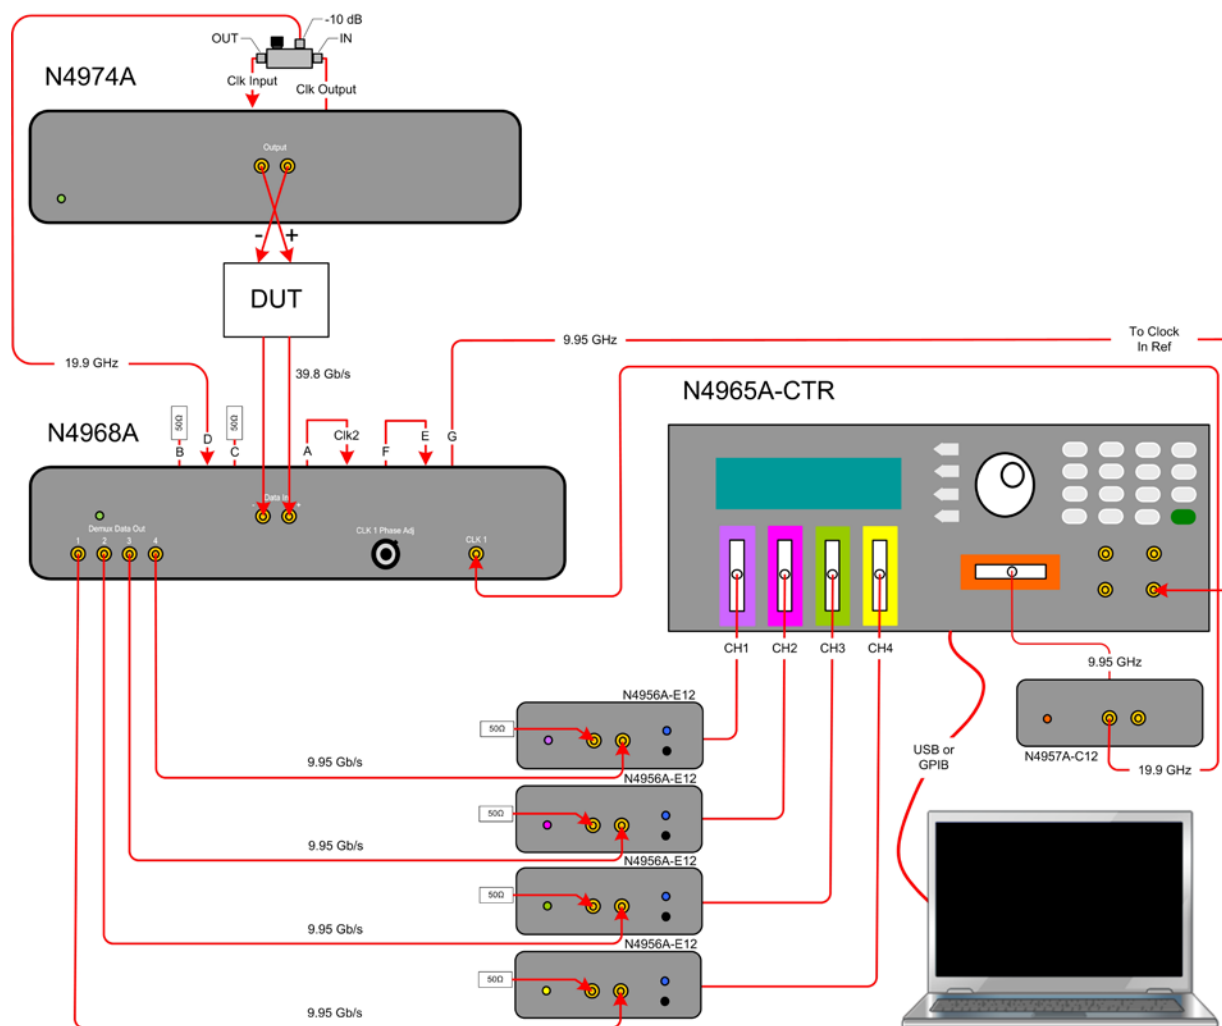 -10 dB
OUT
IN
N4974A
Clk Input
Clk Output
Output
-
+
DUT
9.95 GHz
To Clock
In Ref
19.9 GHz
39.8 Gb/s
N4965A-CTR
N4968A
50Ω
50Ω
B
D
C
A
Clk2
F
E
G
Data In
- +
Demux Data Out
1 2 3 4
CLK 1 Phase Adj
CLK 1
CH1
CH2
CH3
CH4
9.95 GHz
N4956A-E12
50Ω
9.95 Gb/s
USB or
GPIB
N4957A-C12
19.9 GHz
N4956A-E12
50Ω
9.95 Gb/s
N4956A-E12
50Ω
9.95 Gb/s
N4956A-E12
50Ω
9.95 Gb/s